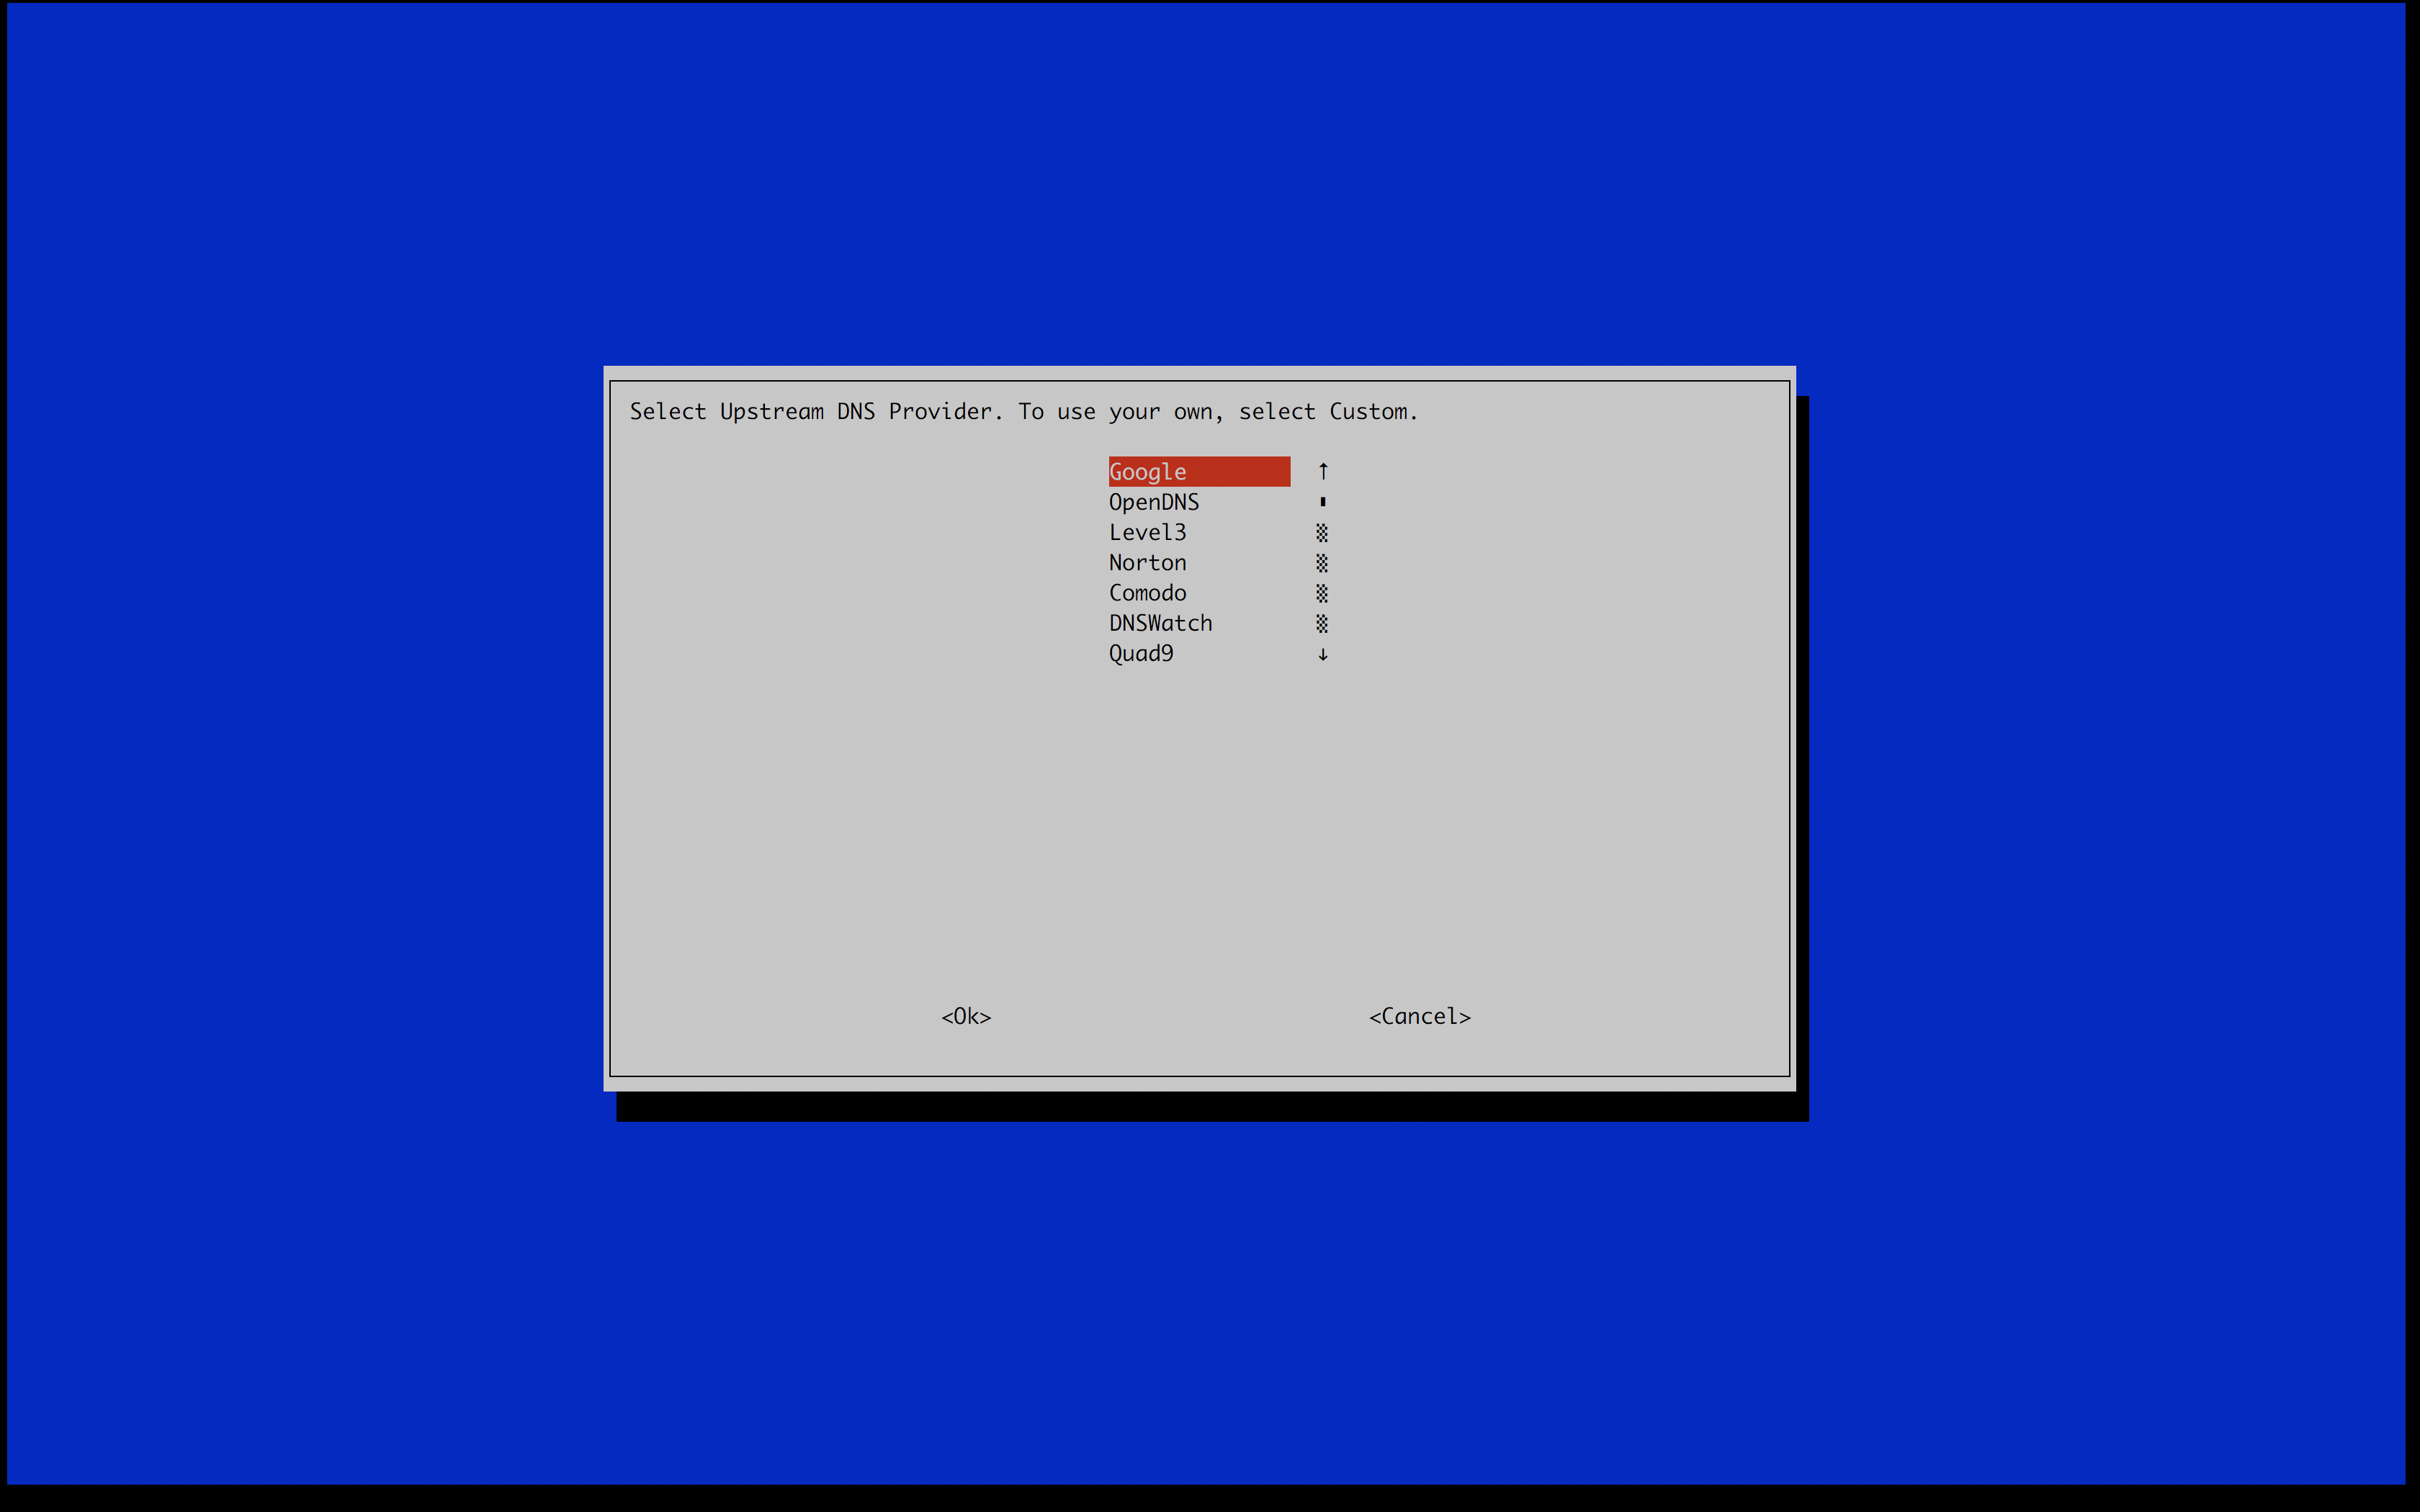 Select Upstream DNS Provider. To use your own, select Custom.
Google ↑
OpenDNS
Level3
Norton
Comodo
DNSWatch
Quad9 ↓
<Ok> <Cancel>